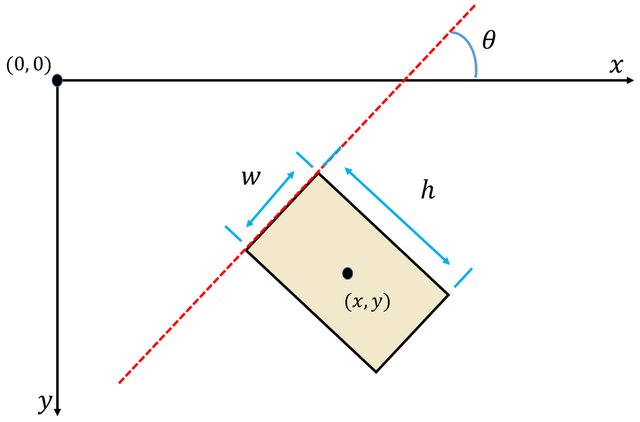 θ
(0, 0)
x
w
h
(x, y)
y